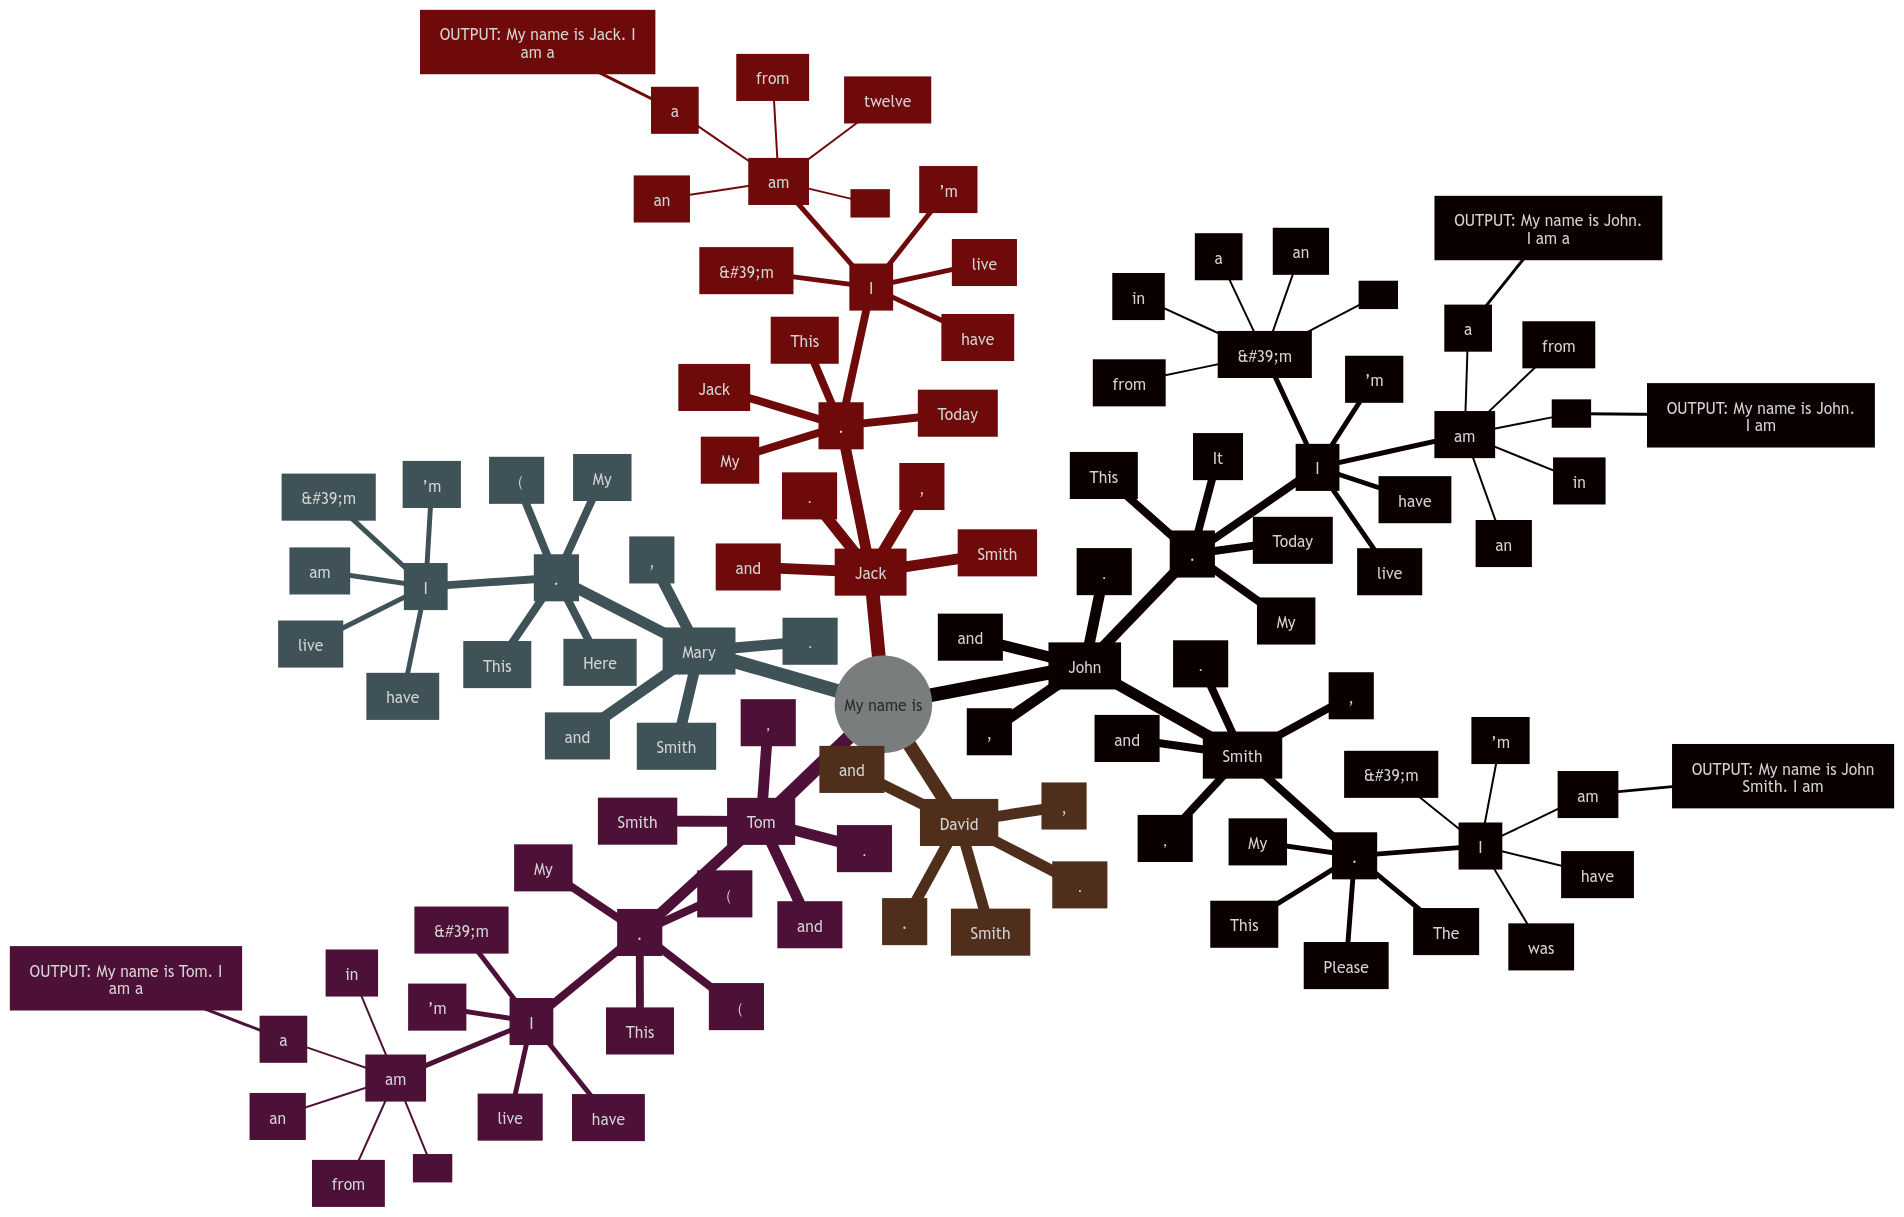 OUTPUT: My name is Jack. I
am a
a
from
twelve
am
an
’m
&#39;m
I
live
have
This
Jack
.
Today
My
.
,
and
Jack
Smith
&#39;m
’m
(
My
,
am
I
.
live
This
Here
have
Mary
.
and
Smith
My name is
OUTPUT: My name is John.
I am a
in
a
an
a
from
&#39;m
from
’m
am
OUTPUT: My name is John.
I am
in
It
This
I
have
an
.
Today
live
.
My
and
John
,
.
Smith
,
and
,
&#39;m
’m
am
OUTPUT: My name is John
Smith. I am
My
.
I
have
This
Please
The
was
,
Smith
Tom
.
and
and
David
,
.
.
Smith
My
(
.
(
This
&#39;m
’m
I
live
have
OUTPUT: My name is Tom. I
am a
in
a
am
an
from